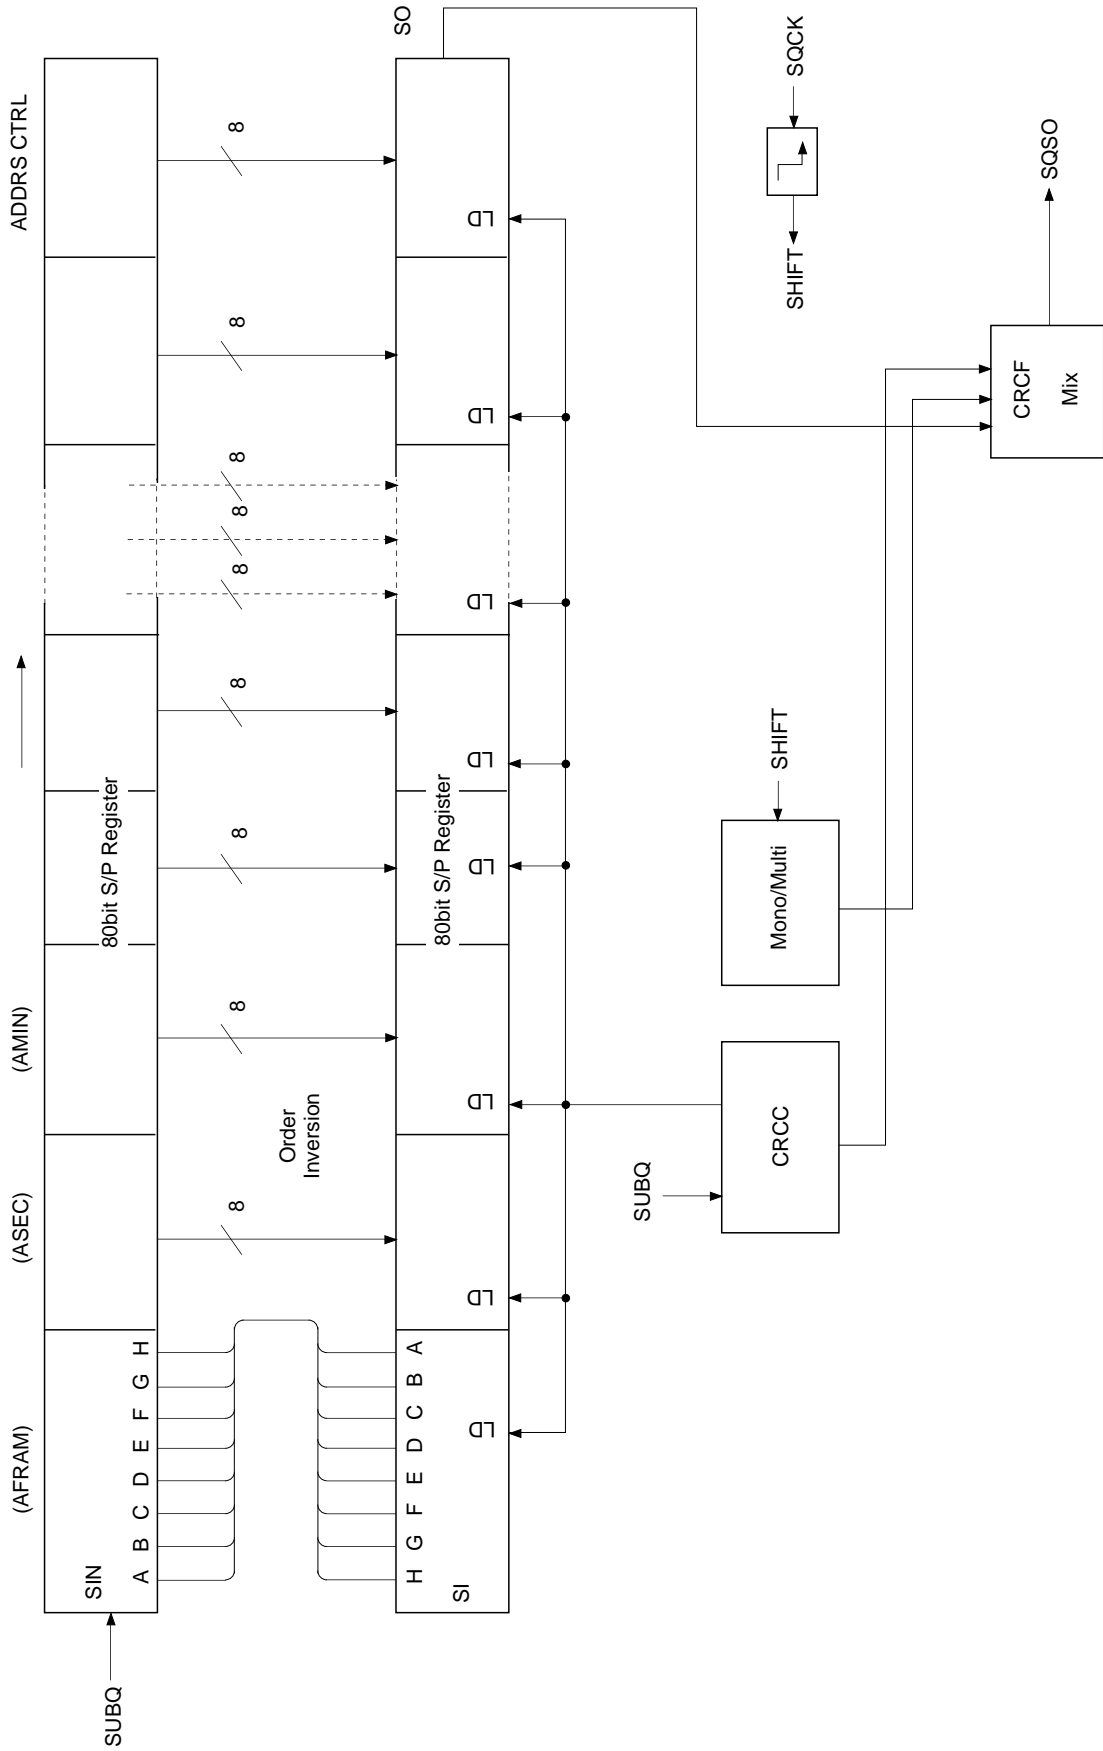 (AFRAM)
(ASEC)
(AMIN)
ADDRS CTRL
SUBQ
SIN
80bit S/P Register
A B C D E F G H
8
8
8
8
8
8
8
8
8
Order
Inversion
SO
H G F E D C B A
SI
80bit S/P Register
LD
LD
LD
LD
LD
LD
LD
LD
SUBQ
CRCC
Mono/Multi
SHIFT
SHIFT
SQCK
CRCF
Mix
SQSO